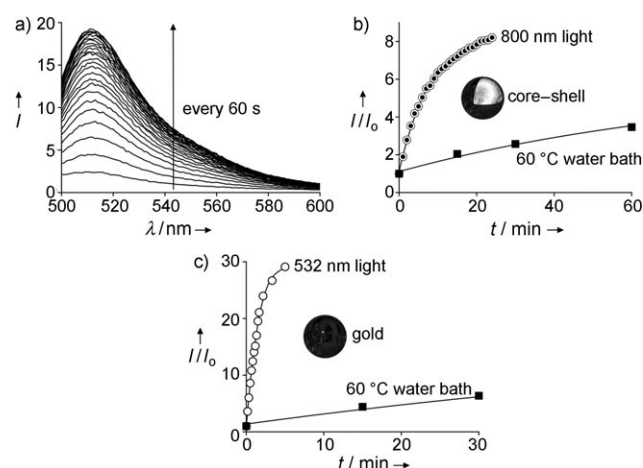 a)
20
15
10
5
0
I
every 60 s
500 520 540 560 580 600
λ / nm →
b)
8
6
4
2
0
I / Io
800 nm light
core–shell
60 °C water bath
0 20 40 60
t / min →
c)
30
20
10
0
I / Io
532 nm light
gold
60 °C water bath
0 10 20 30
t / min →